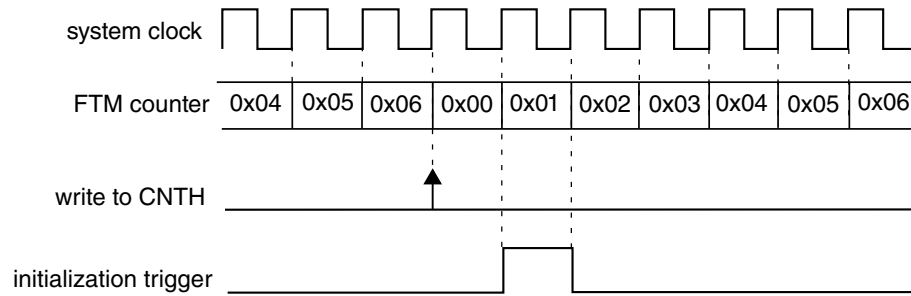 system clock
FTM counter 0x04 0x05 0x06 0x00 0x01 0x02 0x03 0x04 0x05 0x06
write to CNTH
initialization trigger